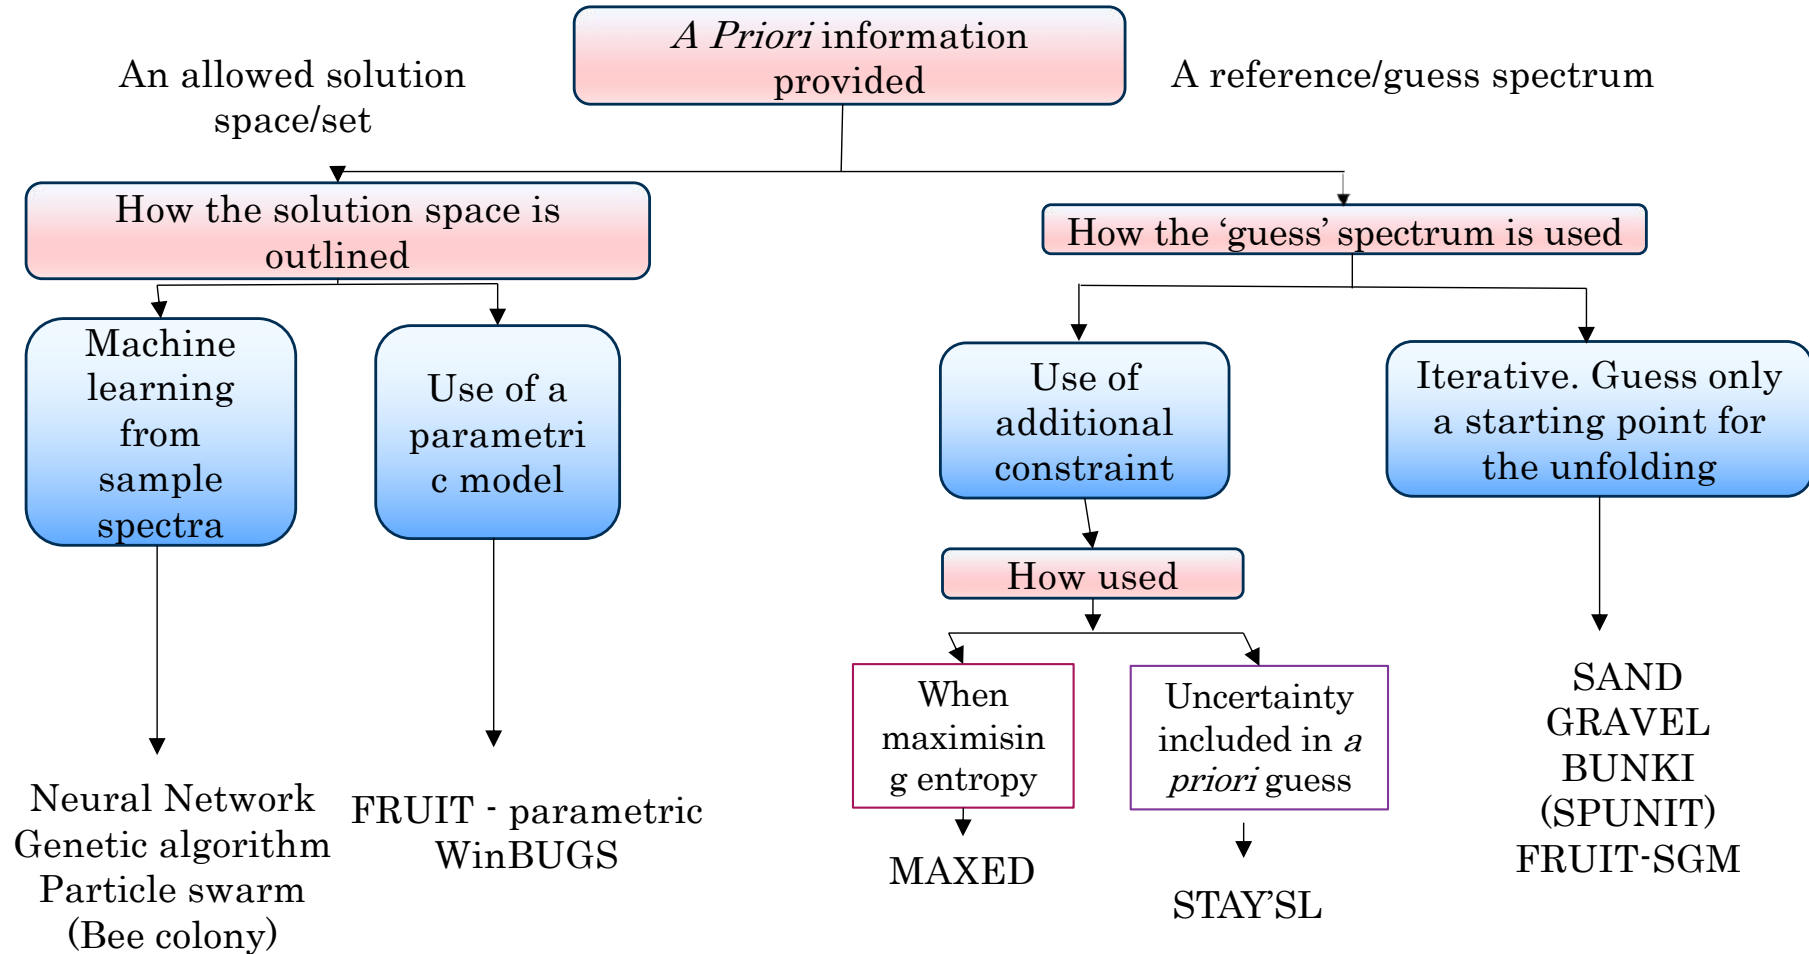 A Priori information
provided
An allowed solution
space/set
A reference/guess spectrum
How the solution space is
outlined
How the ‘guess’ spectrum is used
Machine
learning
from
sample
spectra
Use of a
parametri
c model
Use of
additional
constraint
Iterative. Guess only
a starting point for
the unfolding
How used
When
maximisin
g entropy
Uncertainty
included in a
priori guess
Neural Network
Genetic algorithm
Particle swarm
(Bee colony)
FRUIT - parametric
WinBUGS
MAXED
STAY’SL
SAND
GRAVEL
BUNKI
(SPUNIT)
FRUIT-SGM